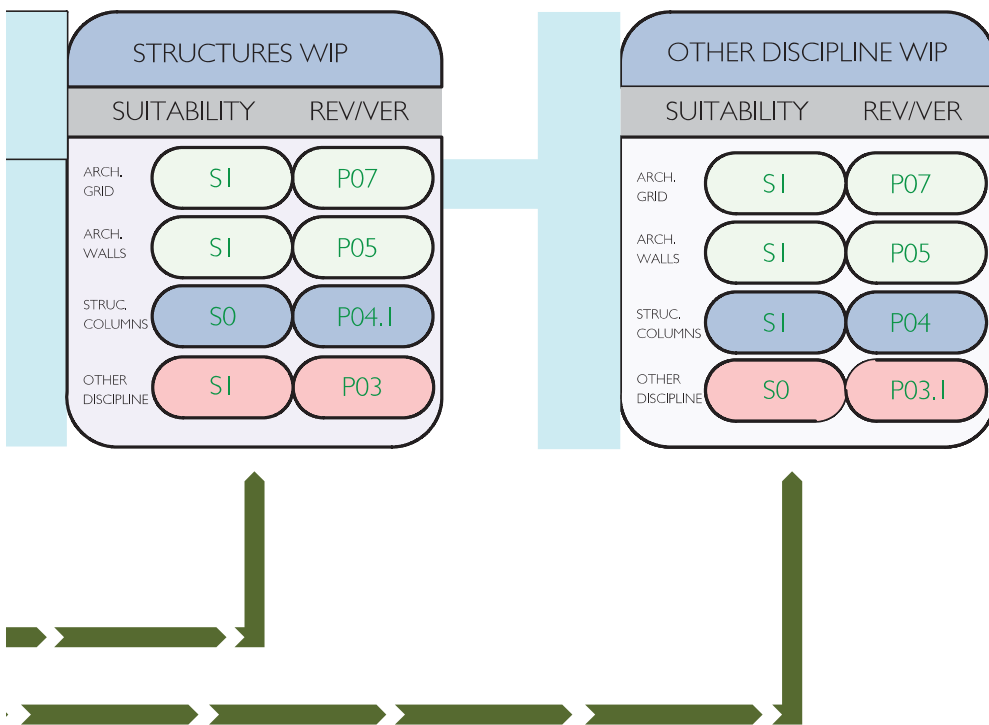 STRUCTURES WIP
SUITABILITY REV/VER
ARCH.
GRID
S1 P07
ARCH.
WALLS
S1 P05
STRUC.
COLUMNS
S0 P04.1
OTHER
DISCIPLINE
S1 P03
OTHER DISCIPLINE WIP
SUITABILITY REV/VER
ARCH.
GRID
S1 P07
ARCH.
WALLS
S1 P05
STRUC.
COLUMNS
S1 P04
OTHER
DISCIPLINE
S0 P03.1